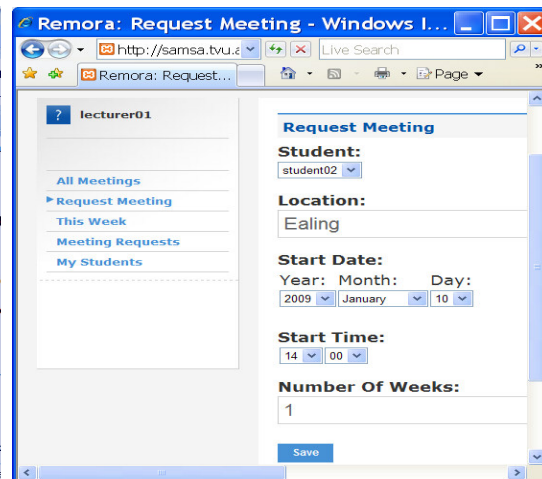 Remora: Request Meeting - Windows I...
http://samsa.tvu.a
Live Search
Remora: Request...
Page
?
lecturer01
All Meetings
Request Meeting
This Week
Meeting Requests
My Students
Request Meeting
Student:
student02
Location:
Ealing
Start Date:
Year: Month: Day:
2009 January 10
Start Time:
14 00
Number Of Weeks:
1
Save